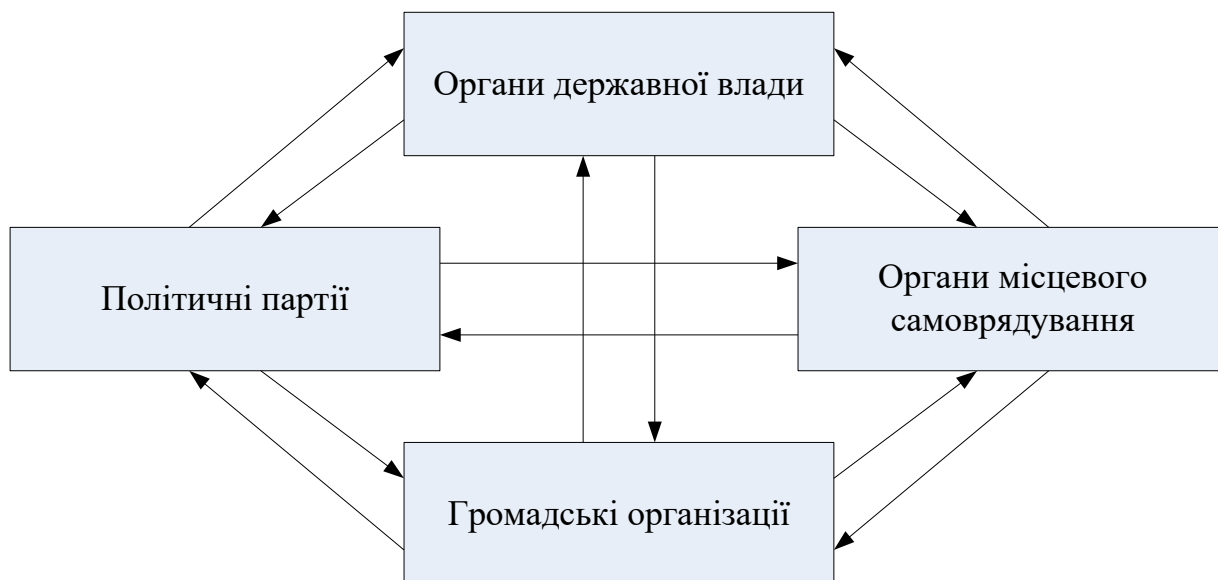 Органи державної влади
Політичні партії
Органи місцевого
самоврядування
Громадські організації